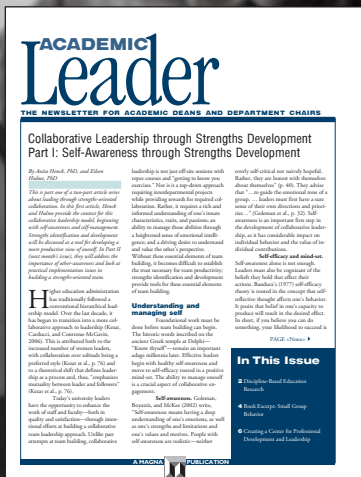 ACADEMIC
Leader
THE NEWSLETTER FOR ACADEMIC DEANS AND DEPARTMENT CHAIRS
Collaborative Leadership through Strengths Development
Part I: Self-Awareness through Strengths Development
By Anita Henck, PhD, and Eileen
Hulme, PhD
This is part one of a two-part article series
about leading through strengths-oriented
collaboration. In this first article, Henck
and Hulme provide the context for this
collaborative leadership model, beginning
with self-awareness and self-management.
Strengths identification and development
will be discussed as a tool for developing a
more productive view of oneself. In Part II
(next month's issue), they will address the
importance of other-awareness and look at
practical implementation issues in
building a strengths-oriented team.
Higher education administration
has traditionally followed a
conventional hierarchical lead-
ership model. Over the last decade, it
has begun to transition into a more col-
laborative approach to leadership (Kezar,
Carducci, and Contreras-McGavin,
2006). This is attributed both to the
increased number of women leaders,
with collaboration over solitude being a
preferred style (Kezar et al., p. 76) and
to a theoretical shift that defines leader-
ship as a process and, thus, "emphasizes
mutuality between leader and followers"
(Kezar et al., p. 76).
Today's university leaders
have the opportunity to enhance the
work of staff and faculty—both in
quality and satisfaction—through inten-
tional efforts at building a collaborative
team leadership approach. Unlike past
attempts at team building, collaborative
leadership is not just off-site sessions with
ropes courses and "getting to know you
exercises." Nor is it a top-down approach
requiring interdepartmental projects
while providing rewards for required col-
laboration. Rather, it requires a rich and
informed understanding of one's innate
characteristics, traits, and passions; an
ability to manage those abilities through
a heightened sense of emotional intelli-
gence; and a driving desire to understand
and value the other's perspective.
Without these essential elements of team
building, it becomes difficult to establish
the trust necessary for team productivity;
strengths identification and development
provide tools for these essential elements
of team building.
Understanding and
managing self
Foundational work must be
done before team building can begin.
The historic words inscribed on the
ancient Greek temple at Delphi—
"Know thyself"—remain an important
adage millennia later. Effective leaders
begin with healthy self-awareness and
move to self-efficacy rooted in a positive
mind-set. The ability to manage oneself
is a crucial aspect of collaborative en-
gagement.
Self-awareness. Goleman,
Boyatzis, and McKee (2002) write,
"Self-awareness means having a deep
understanding of one's emotions, as well
as one's strengths and limitations and
one's values and motives. People with
self-awareness are realistic—neither
overly self-critical nor naively hopeful.
Rather, they are honest with themselves
about themselves" (p. 40). They advise
that "...to guide the emotional tone of a
group, ... leaders must first have a sure
sense of their own directions and priori-
ties..." (Goleman et al., p. 32). Self-
awareness is an important first step in
the development of collaborative leader-
ship, as it has considerable impact on
individual behavior and the value of in-
dividual contributions.
Self-efficacy and mind-set.
Self-awareness alone is not enough.
Leaders must also be cognizant of the
beliefs they hold that affect their
actions. Bandura's (1977) self-efficacy
theory is rooted in the concept that self-
reflective thought affects one's behavior.
It posits that belief in one's capacity to
produce will result in the desired effect.
In short, if you believe you can do
something, your likelihood to succeed is
PAGE <None>
In This Issue
2 Discipline-Based Education
Research
4 Book Excerpt: Small Group
Behavior
6 Creating a Center for Professional
Development and Leadership
A MAGNA PUBLICATION